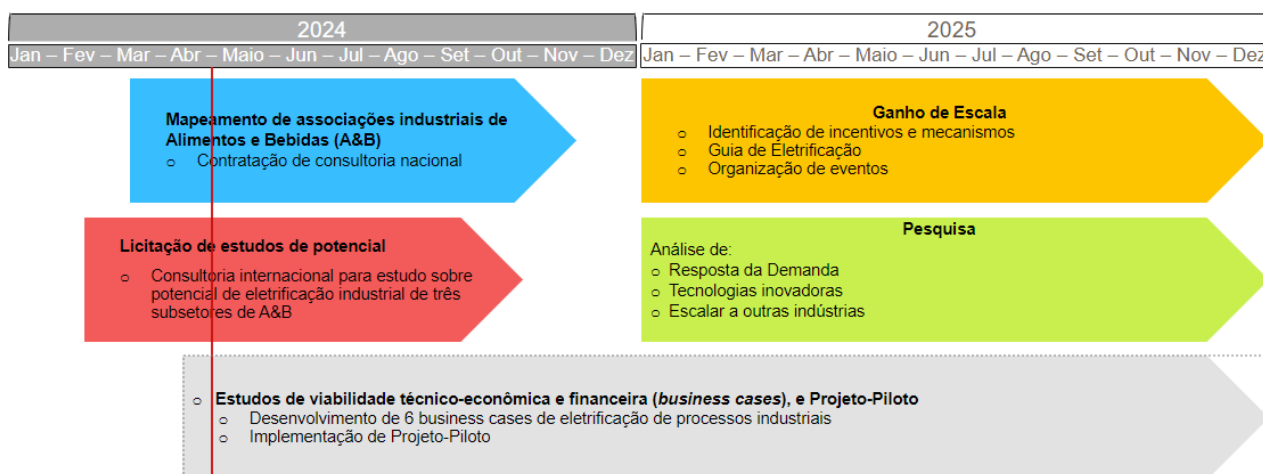 2024
2025
Jan – Fev – Mar – Abr – Maio – Jun – Jul – Ago – Set – Out – Nov – Dez
Jan – Fev – Mar – Abr – Maio – Jun – Jul – Ago – Set – Out – Nov – Dez
Mapeamento de associações industriais de
Alimentos e Bebidas (A&B)
o Contratação de consultoria nacional
Ganho de Escala
o Identificação de incentivos e mecanismos
o Guia de Eletrificação
o Organização de eventos
Licitação de estudos de potencial
o Consultoria internacional para estudo sobre
potencial de eletrificação industrial de três
subsetores de A&B
Pesquisa
Análise de:
o Resposta da Demanda
o Tecnologias inovadoras
o Escalar a outras indústrias
o Estudos de viabilidade técnico-econômica e financeira (business cases), e Projeto-Piloto
o Desenvolvimento de 6 business cases de eletrificação de processos industriais
o Implementação de Projeto-Piloto